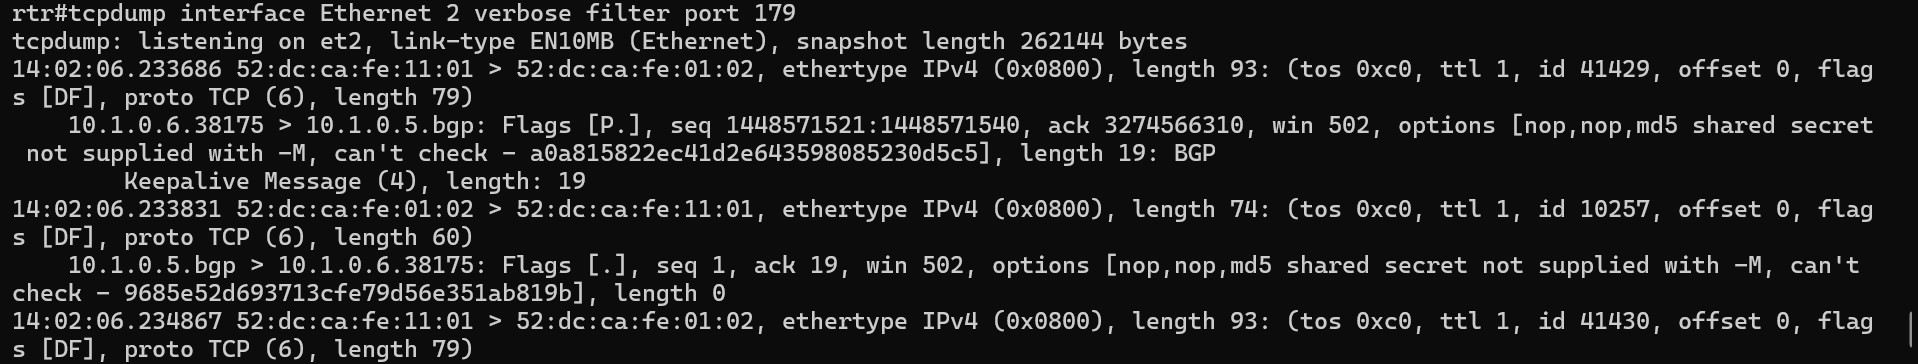 rtr#tcpdump interface Ethernet 2 verbose filter port 179
tcpdump: listening on et2, link-type EN10MB (Ethernet), snapshot length 262144 bytes
14:02:06.233686 52:dc:ca:fe:11:01 > 52:dc:ca:fe:01:02, ethertype IPv4 (0x0800), length 93: (tos 0xc0, ttl 1, id 41429, offset 0, flag
s [DF], proto TCP (6), length 79)
    10.1.0.6.38175 > 10.1.0.5.bgp: Flags [P.], seq 1448571521:1448571540, ack 3274566310, win 502, options [nop,nop,md5 shared secret
 not supplied with -M, can't check - a0a815822ec41d2e643598085230d5c5], length 19: BGP
        Keepalive Message (4), length: 19
14:02:06.233831 52:dc:ca:fe:01:02 > 52:dc:ca:fe:11:01, ethertype IPv4 (0x0800), length 74: (tos 0xc0, ttl 1, id 10257, offset 0, flag
s [DF], proto TCP (6), length 60)
    10.1.0.5.bgp > 10.1.0.6.38175: Flags [.], seq 1, ack 19, win 502, options [nop,nop,md5 shared secret not supplied with -M, can't
check - 9685e52d693713cfe79d56e351ab819b], length 0
14:02:06.234867 52:dc:ca:fe:11:01 > 52:dc:ca:fe:01:02, ethertype IPv4 (0x0800), length 93: (tos 0xc0, ttl 1, id 41430, offset 0, flag
s [DF], proto TCP (6), length 79)